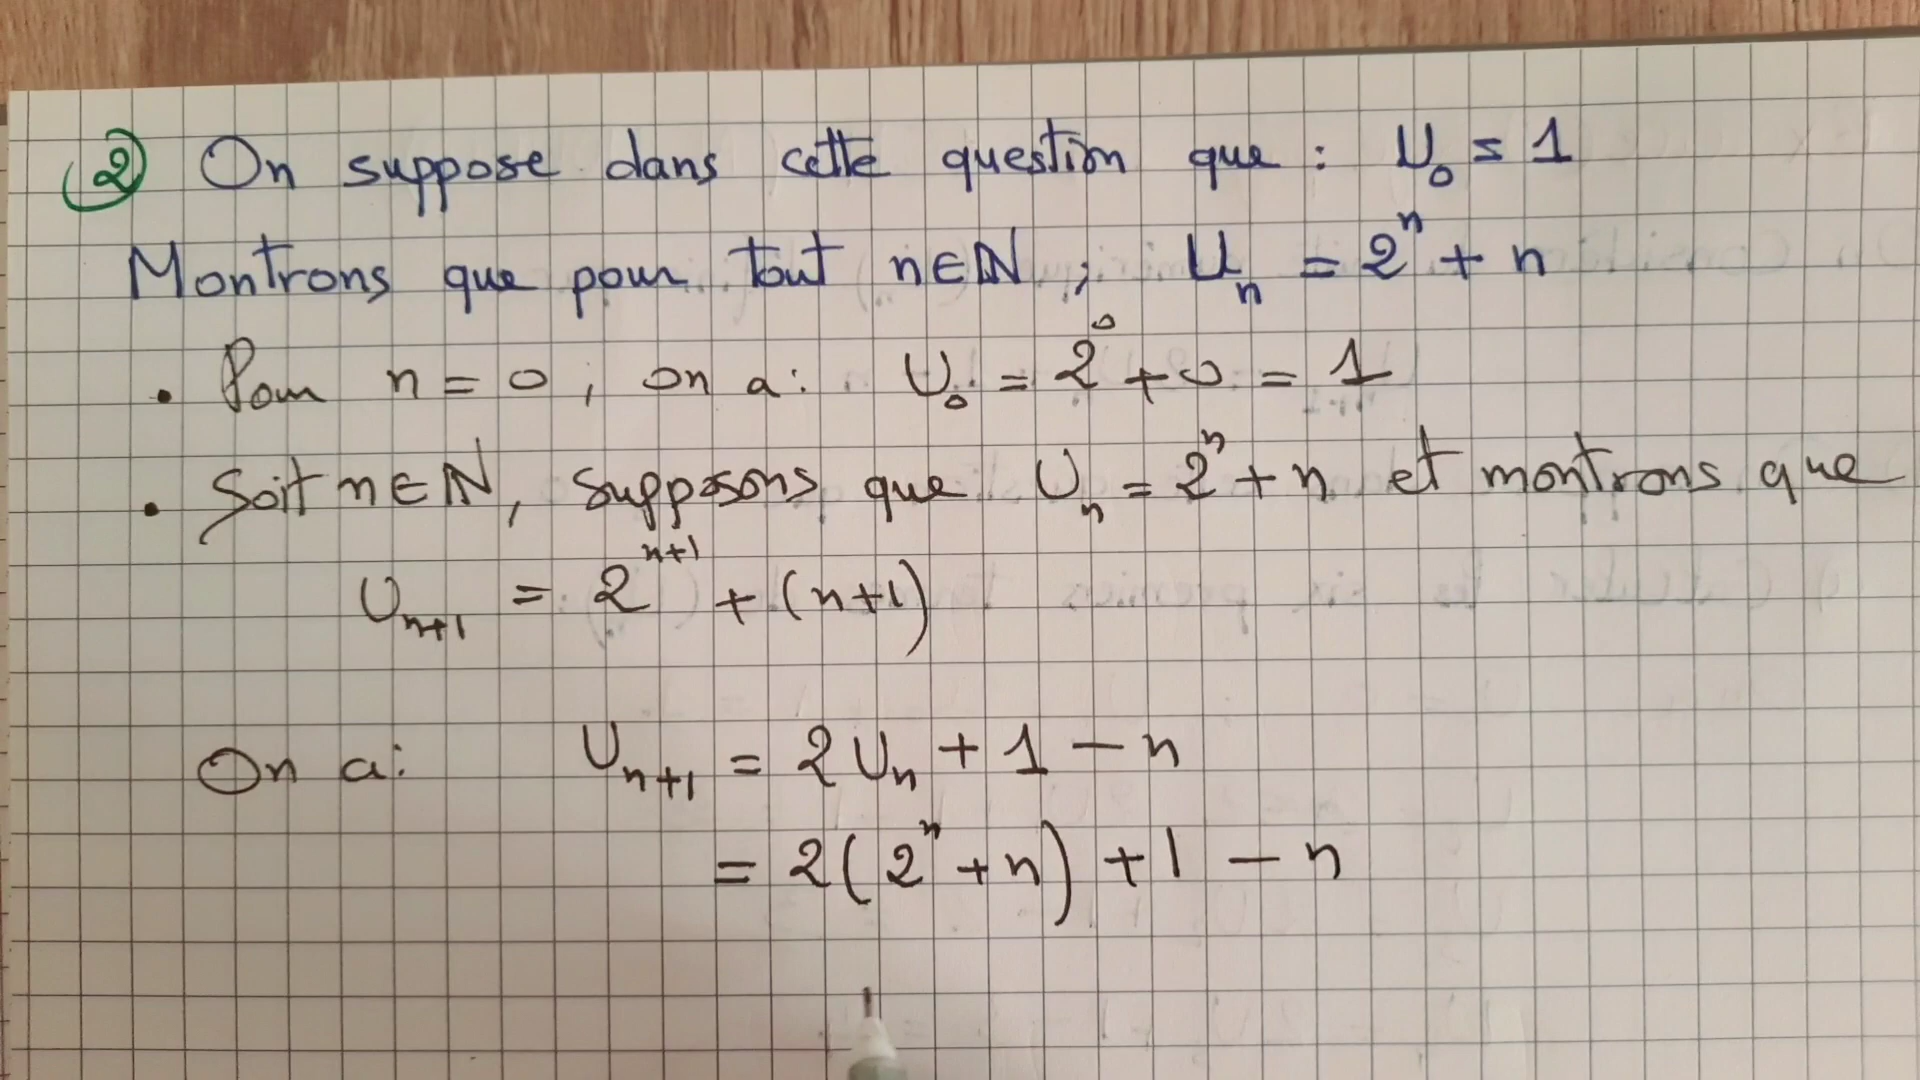 ② On suppose dans cette question que : U₀ = 1
Montrons que pour tout n∈ℕ ; Uₙ = 2ⁿ + n
• Pour n = 0 , on a : U₀ = 2⁰ + 0 = 1
• Soit n∈ℕ, supposons que Uₙ = 2ⁿ + n et montrons que
Uₙ₊₁ = 2ⁿ⁺¹ + (n+1)
On a : Uₙ₊₁ = 2Uₙ + 1 − n
= 2(2ⁿ + n) + 1 − n